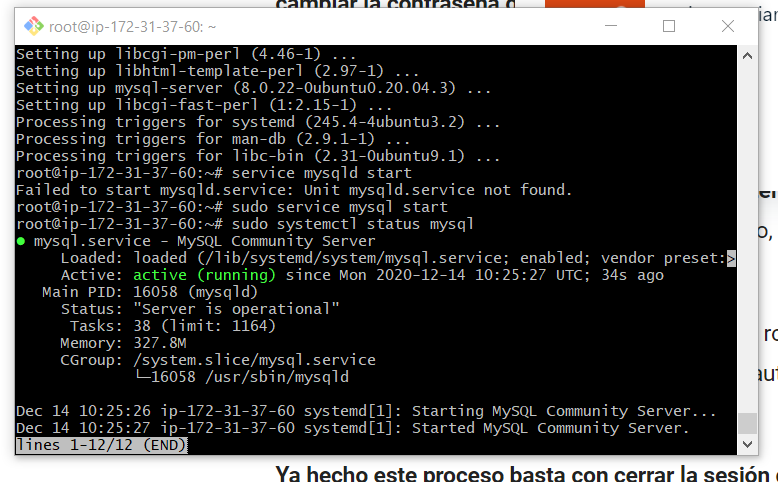 cambiar la contraseña d
root@ip-172-31-37-60: ~
Setting up libcgi-pm-perl (4.46-1) ...
Setting up libhtml-template-perl (2.97-1) ...
Setting up mysql-server (8.0.22-0ubuntu0.20.04.3) ...
Setting up libcgi-fast-perl (1:2.15-1) ...
Processing triggers for systemd (245.4-4ubuntu3.2) ...
Processing triggers for man-db (2.9.1-1) ...
Processing triggers for libc-bin (2.31-0ubuntu9.1) ...
root@ip-172-31-37-60:~# service mysqld start
Failed to start mysqld.service: Unit mysqld.service not found.
root@ip-172-31-37-60:~# sudo service mysql start
root@ip-172-31-37-60:~# sudo systemctl status mysql
● mysql.service - MySQL Community Server
Loaded: loaded (/lib/systemd/system/mysql.service; enabled; vendor preset:>
Active: active (running) since Mon 2020-12-14 10:25:27 UTC; 34s ago
Main PID: 16058 (mysqld)
Status: "Server is operational"
Tasks: 38 (limit: 1164)
Memory: 327.8M
CGroup: /system.slice/mysql.service
└─16058 /usr/sbin/mysqld
Dec 14 10:25:26 ip-172-31-37-60 systemd[1]: Starting MySQL Community Server...
Dec 14 10:25:27 ip-172-31-37-60 systemd[1]: Started MySQL Community Server.
lines 1-12/12 (END)
o,
ro
aut
Ya hecho este proceso basta con cerrar la sesión